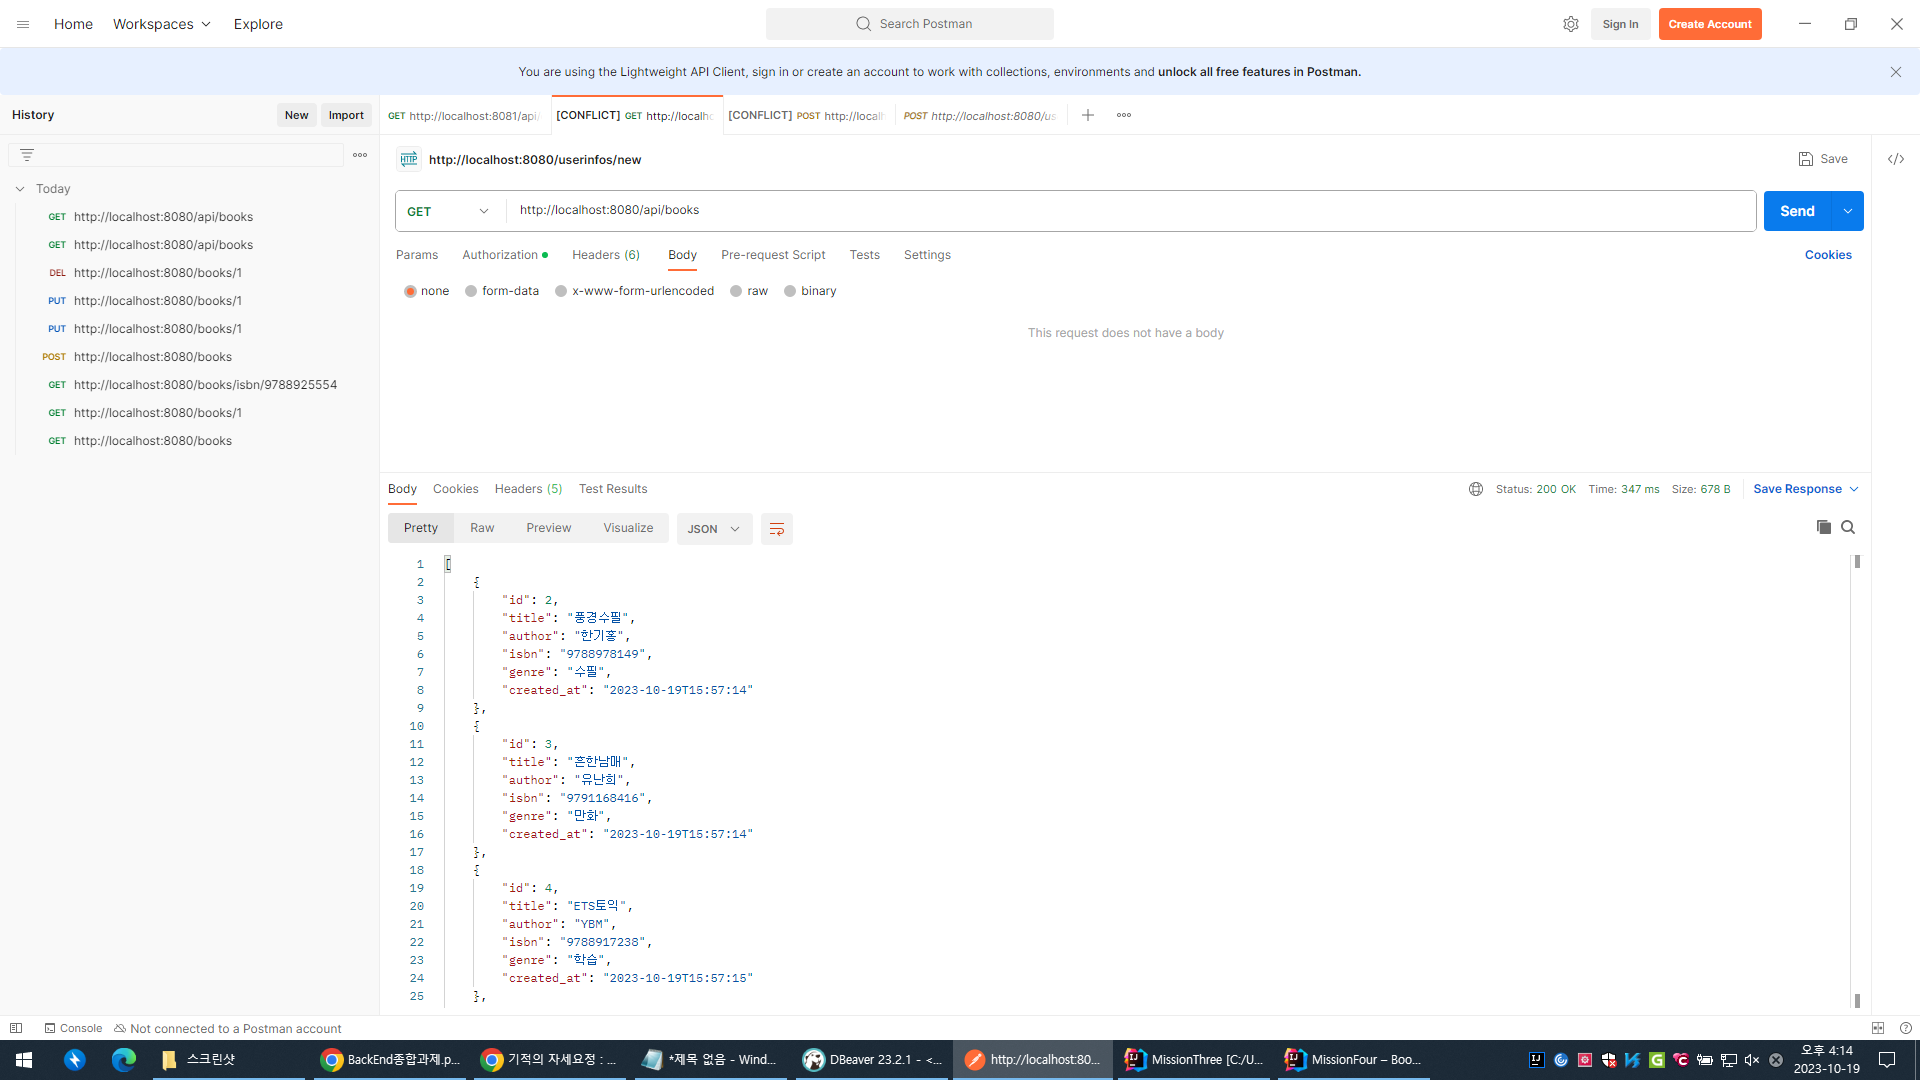 Home Workspaces Explore
Search Postman
Sign In Create Account
You are using the Lightweight API Client, sign in or create an account to work with collections, environments and unlock all free features in Postman.
History New Import
GET http://localhost:8081/api/
[CONFLICT] GET http://localhc
[CONFLICT] POST http://localh
POST http://localhost:8080/us
HTTP http://localhost:8080/userinfos/new
Save
Today
GET http://localhost:8080/api/books
GET http://localhost:8080/api/books
DEL http://localhost:8080/books/1
PUT http://localhost:8080/books/1
PUT http://localhost:8080/books/1
POST http://localhost:8080/books
GET http://localhost:8080/books/isbn/9788925554
GET http://localhost:8080/books/1
GET http://localhost:8080/books
GET http://localhost:8080/api/books
Send
Params Authorization Headers (6) Body Pre-request Script Tests Settings Cookies
none form-data x-www-form-urlencoded raw binary
This request does not have a body
Body Cookies Headers (5) Test Results
Status: 200 OK Time: 347 ms Size: 678 B Save Response
Pretty Raw Preview Visualize JSON
1 [
2 {
3 "id": 2,
4 "title": "풍경수필",
5 "author": "한기홍",
6 "isbn": "9788978149",
7 "genre": "수필",
8 "created_at": "2023-10-19T15:57:14"
9 },
10 {
11 "id": 3,
12 "title": "흔한남매",
13 "author": "유난희",
14 "isbn": "9791168416",
15 "genre": "만화",
16 "created_at": "2023-10-19T15:57:14"
17 },
18 {
19 "id": 4,
20 "title": "ETS토익",
21 "author": "YBM",
22 "isbn": "9788917238",
23 "genre": "학습",
24 "created_at": "2023-10-19T15:57:15"
25 },
Console Not connected to a Postman account
스크린샷
BackEnd종합과제.p...
기적의 자세요정 : ...
*제목 없음 - Wind...
DBeaver 23.2.1 - <...
http://localhost:80...
MissionThree [C:/U...
MissionFour – Boo...
오후 4:14
2023-10-19